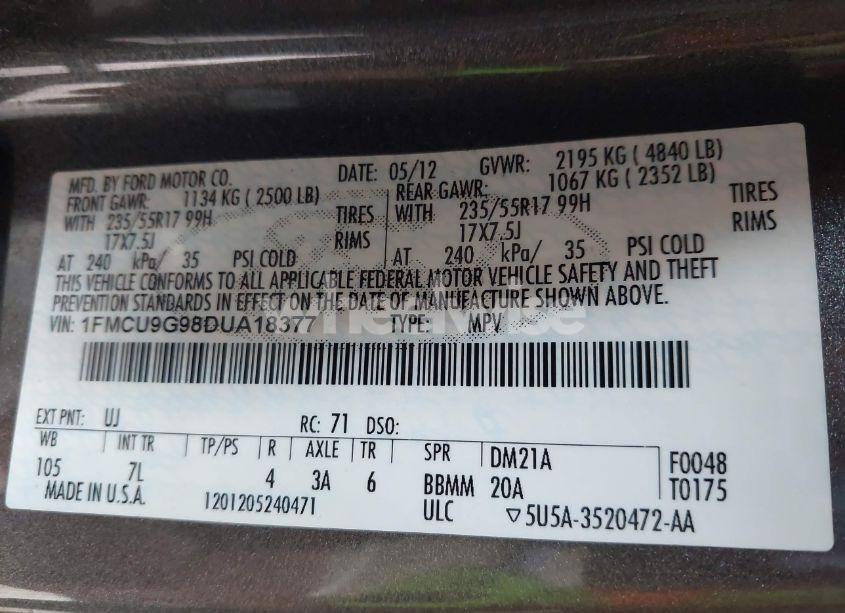 MFD. BY FORD MOTOR CO. DATE: 05/12 GVWR: 2195 KG ( 4840 LB)
FRONT GAWR: 1134 KG ( 2500 LB) REAR GAWR: 1067 KG ( 2352 LB)
WITH 235/55R17 99H TIRES WITH 235/55R17 99H TIRES
17X7.5J RIMS 17X7.5J RIMS
AT 240 kPa/ 35 PSI COLD AT 240 kPa/ 35 PSI COLD
THIS VEHICLE CONFORMS TO ALL APPLICABLE FEDERAL MOTOR VEHICLE SAFETY AND THEFT
PREVENTION STANDARDS IN EFFECT ON THE DATE OF MANUFACTURE SHOWN ABOVE.
VIN: 1FMCU9G98DUA18377 TYPE: MPV
EXT PNT: UJ RC: 71 DSO:
WB INT TR TP/PS R AXLE TR SPR DM21A F0048
105 7L 4 3A 6 BBMM 20A T0175
MADE IN U.S.A. 1201205240471 ULC ▽5U5A-3520472-AA